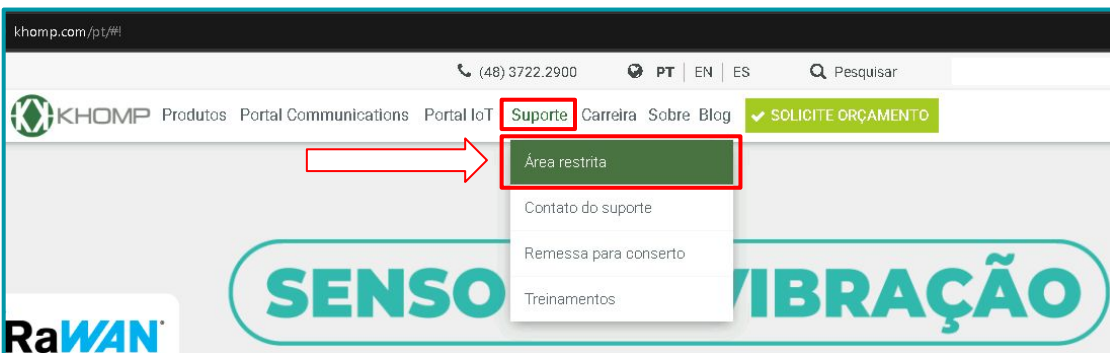 khomp.com/pt/#!
(48) 3722.2900 PT | EN | ES Pesquisar
KHOMP Produtos Portal Communications Portal IoT Suporte Carreira Sobre Blog SOLICITE ORÇAMENTO
Área restrita
Contato do suporte
Remessa para conserto
Treinamentos
SENSO VIBRAÇÃO
RaWAN